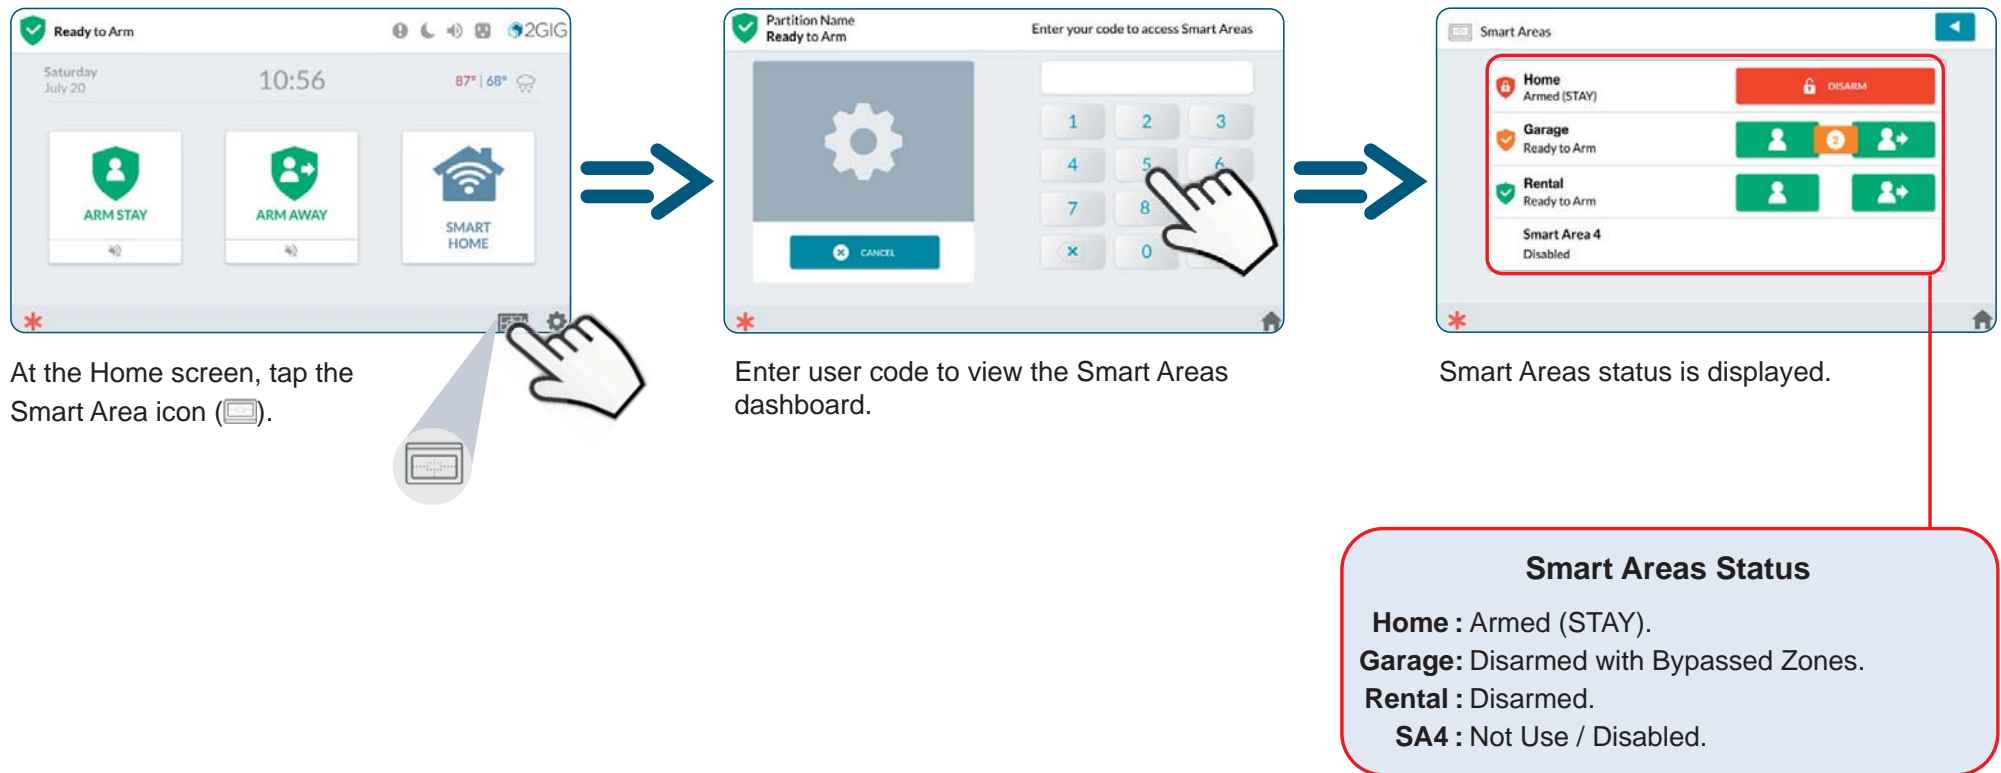 Ready to Arm
2GIG
Saturday
July 20
10:56
87° | 68°
ARM STAY
ARM AWAY
SMART
HOME
At the Home screen, tap the
Smart Area icon ( ).
Partition Name
Ready to Arm
Enter your code to access Smart Areas
1 2 3
4 5 6
7 8
0
CANCEL
Enter user code to view the Smart Areas
dashboard.
Smart Areas
Home
Armed (STAY)
DISARM
Garage
Ready to Arm
2
Rental
Ready to Arm
Smart Area 4
Disabled
Smart Areas status is displayed.
Smart Areas Status
Home : Armed (STAY).
Garage: Disarmed with Bypassed Zones.
Rental : Disarmed.
SA4 : Not Use / Disabled.